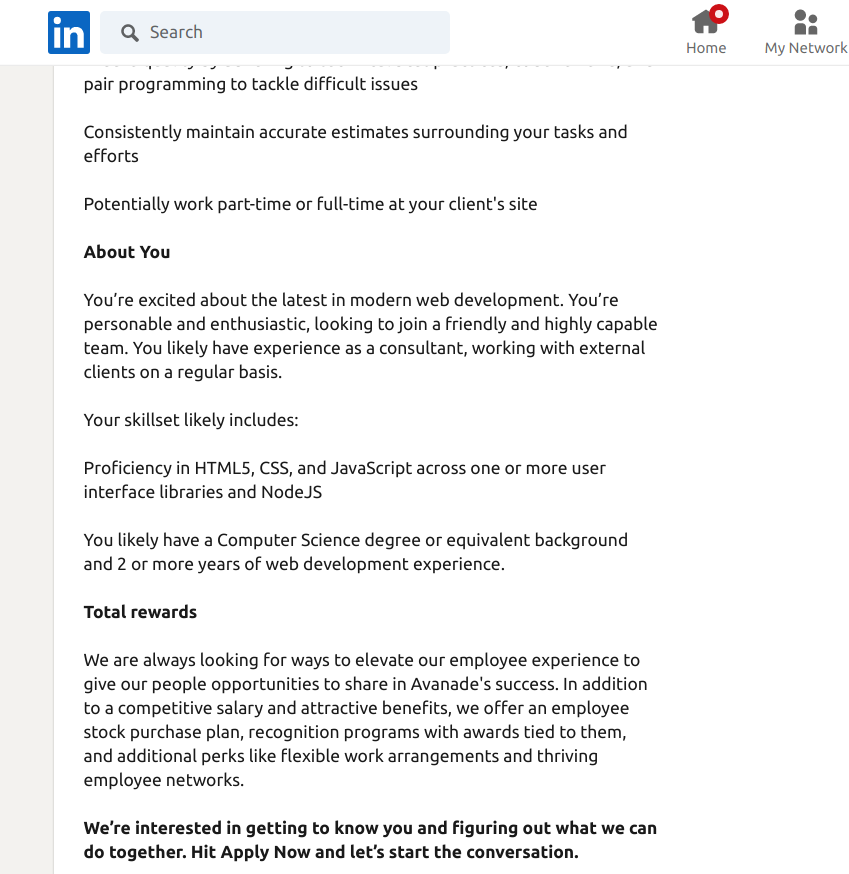 in
Search
Home
My Network
pair programming to tackle difficult issues
Consistently maintain accurate estimates surrounding your tasks and
efforts
Potentially work part-time or full-time at your client's site
About You
You’re excited about the latest in modern web development. You’re
personable and enthusiastic, looking to join a friendly and highly capable
team. You likely have experience as a consultant, working with external
clients on a regular basis.
Your skillset likely includes:
Proficiency in HTML5, CSS, and JavaScript across one or more user
interface libraries and NodeJS
You likely have a Computer Science degree or equivalent background
and 2 or more years of web development experience.
Total rewards
We are always looking for ways to elevate our employee experience to
give our people opportunities to share in Avanade's success. In addition
to a competitive salary and attractive benefits, we offer an employee
stock purchase plan, recognition programs with awards tied to them,
and additional perks like flexible work arrangements and thriving
employee networks.
We’re interested in getting to know you and figuring out what we can
do together. Hit Apply Now and let’s start the conversation.